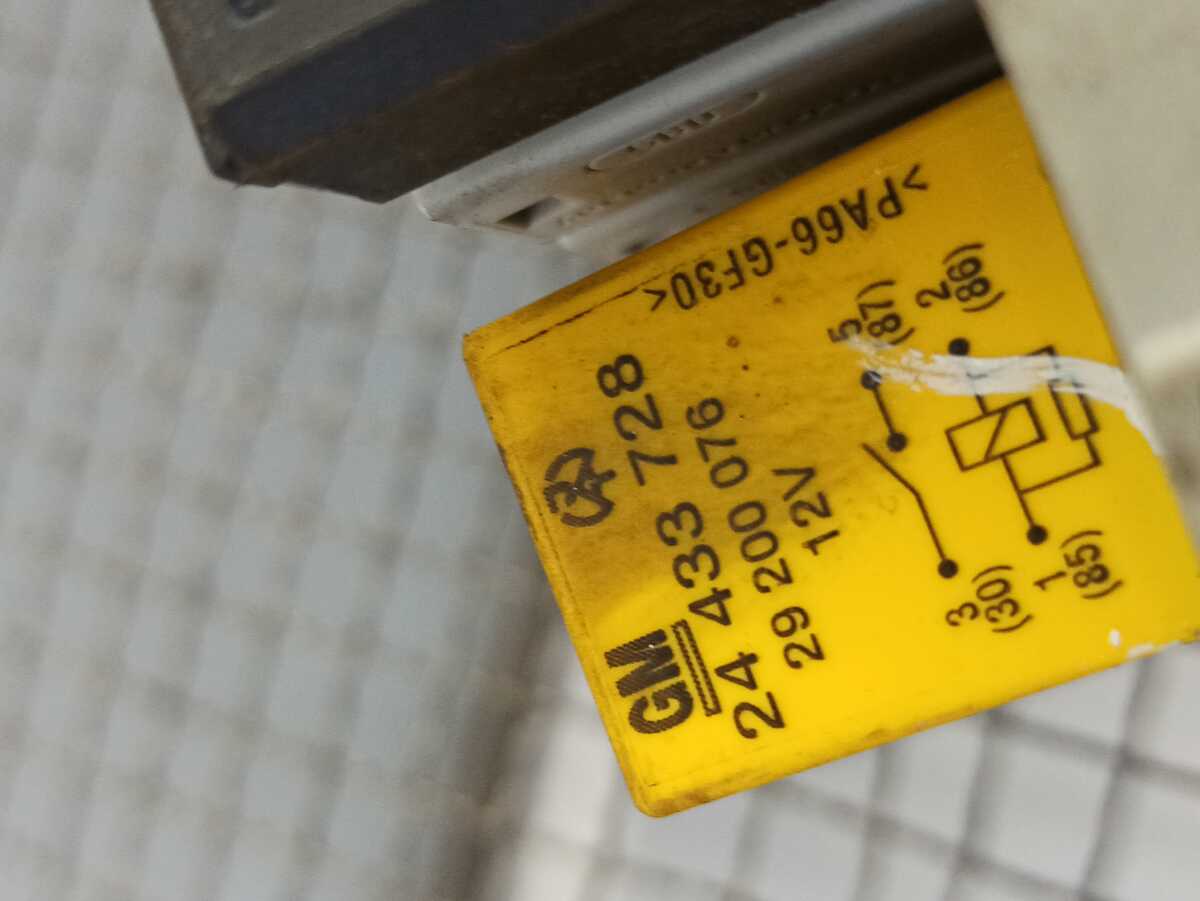 GM
24 433 728
29 200 076
12V
>PA66-GF30<
5
(87)
2
(86)
3
(30)
1
(85)